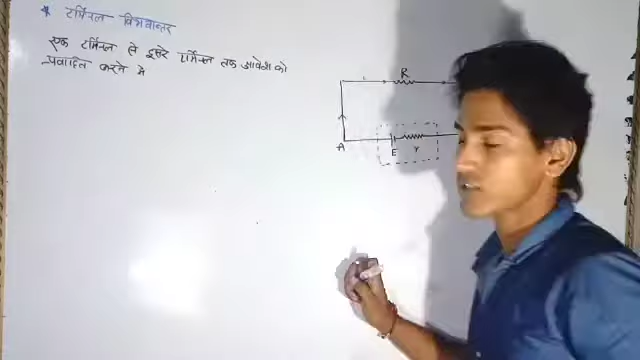 * टर्मिनल विभवान्तर
एक टर्मिनल से दूसरे टर्मिनल तक आवेश को
प्रवाहित करने में
R
A
E
r